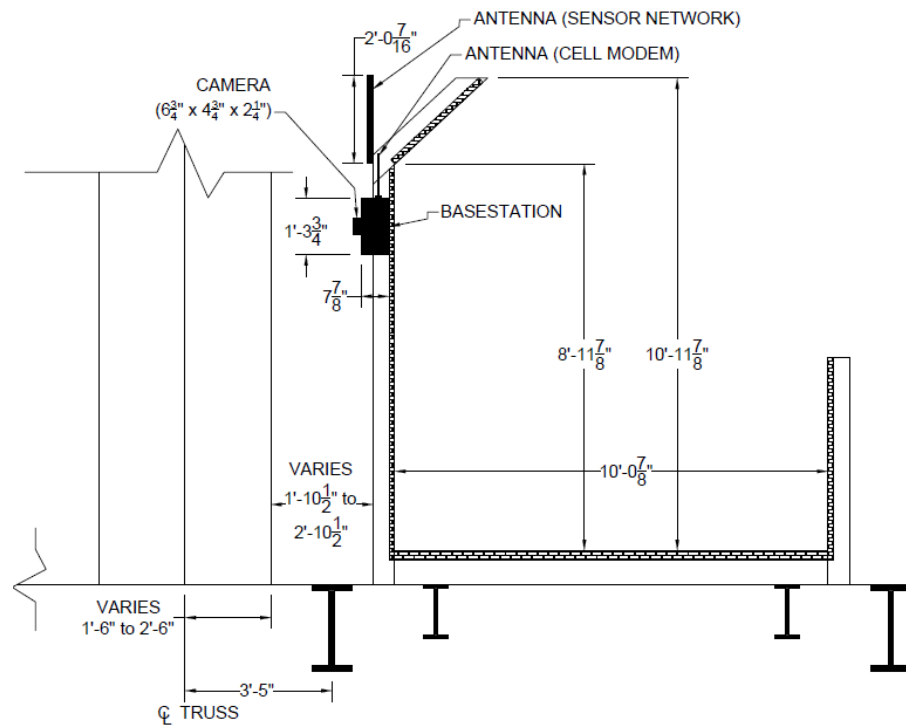 ANTENNA (SENSOR NETWORK)
2'-0 7/16"
ANTENNA (CELL MODEM)
CAMERA
(6 3/4" x 4 3/4" x 2 1/4")
BASESTATION
1'-3 3/4"
7 7/8"
8'-11 7/8"
10'-11 7/8"
VARIES
1'-10 1/2" to
2'-10 1/2"
10'-0 7/8"
VARIES
1'-6" to 2'-6"
3'-5"
℄ TRUSS